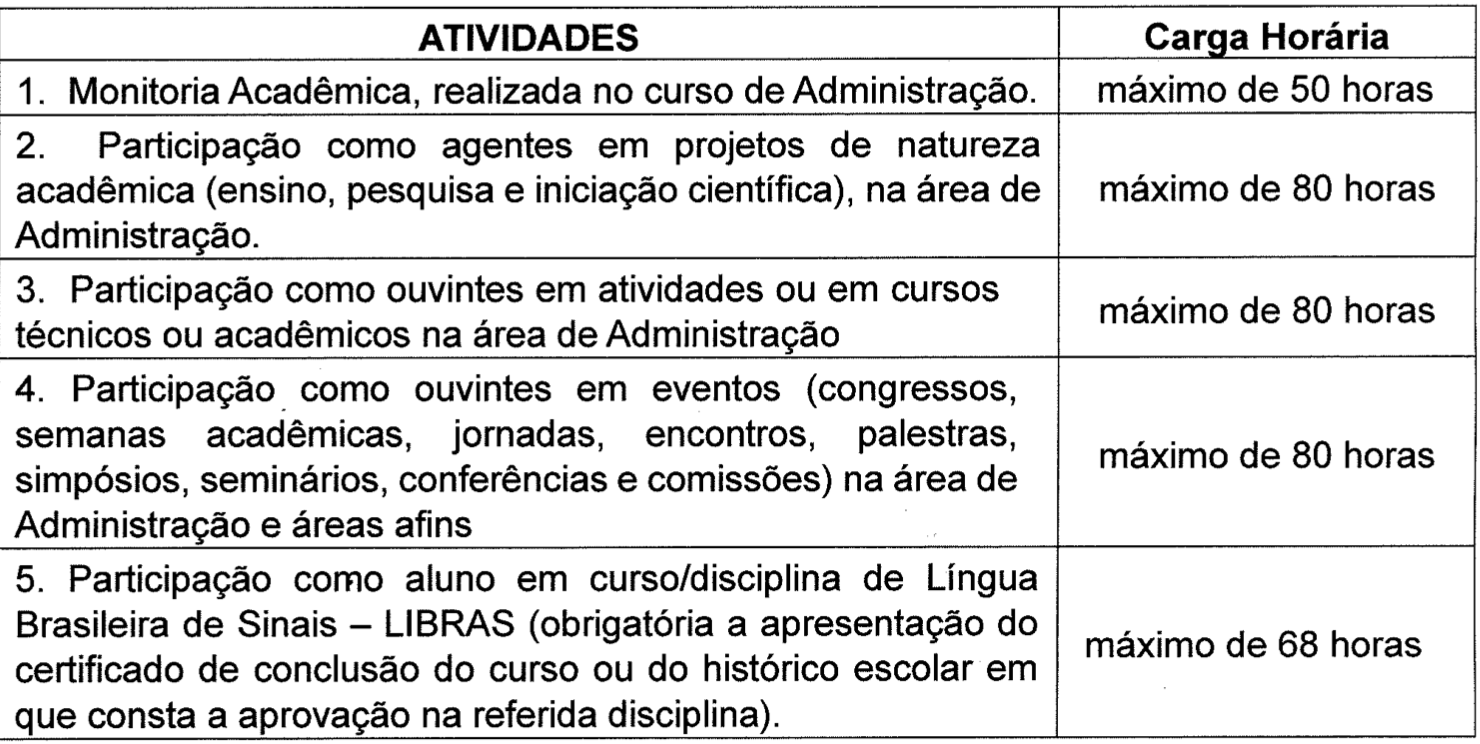 ATIVIDADES Carga Horária
1. Monitoria Acadêmica, realizada no curso de Administração. máximo de 50 horas
2. Participação como agentes em projetos de natureza
acadêmica (ensino, pesquisa e iniciação científica), na área de
Administração.
máximo de 80 horas
3. Participação como ouvintes em atividades ou em cursos
técnicos ou acadêmicos na área de Administração
máximo de 80 horas
4. Participação como ouvintes em eventos (congressos,
semanas acadêmicas, jornadas, encontros, palestras,
simpósios, seminários, conferências e comissões) na área de
Administração e áreas afins
máximo de 80 horas
5. Participação como aluno em curso/disciplina de Língua
Brasileira de Sinais – LIBRAS (obrigatória a apresentação do
certificado de conclusão do curso ou do histórico escolar em
que consta a aprovação na referida disciplina).
máximo de 68 horas